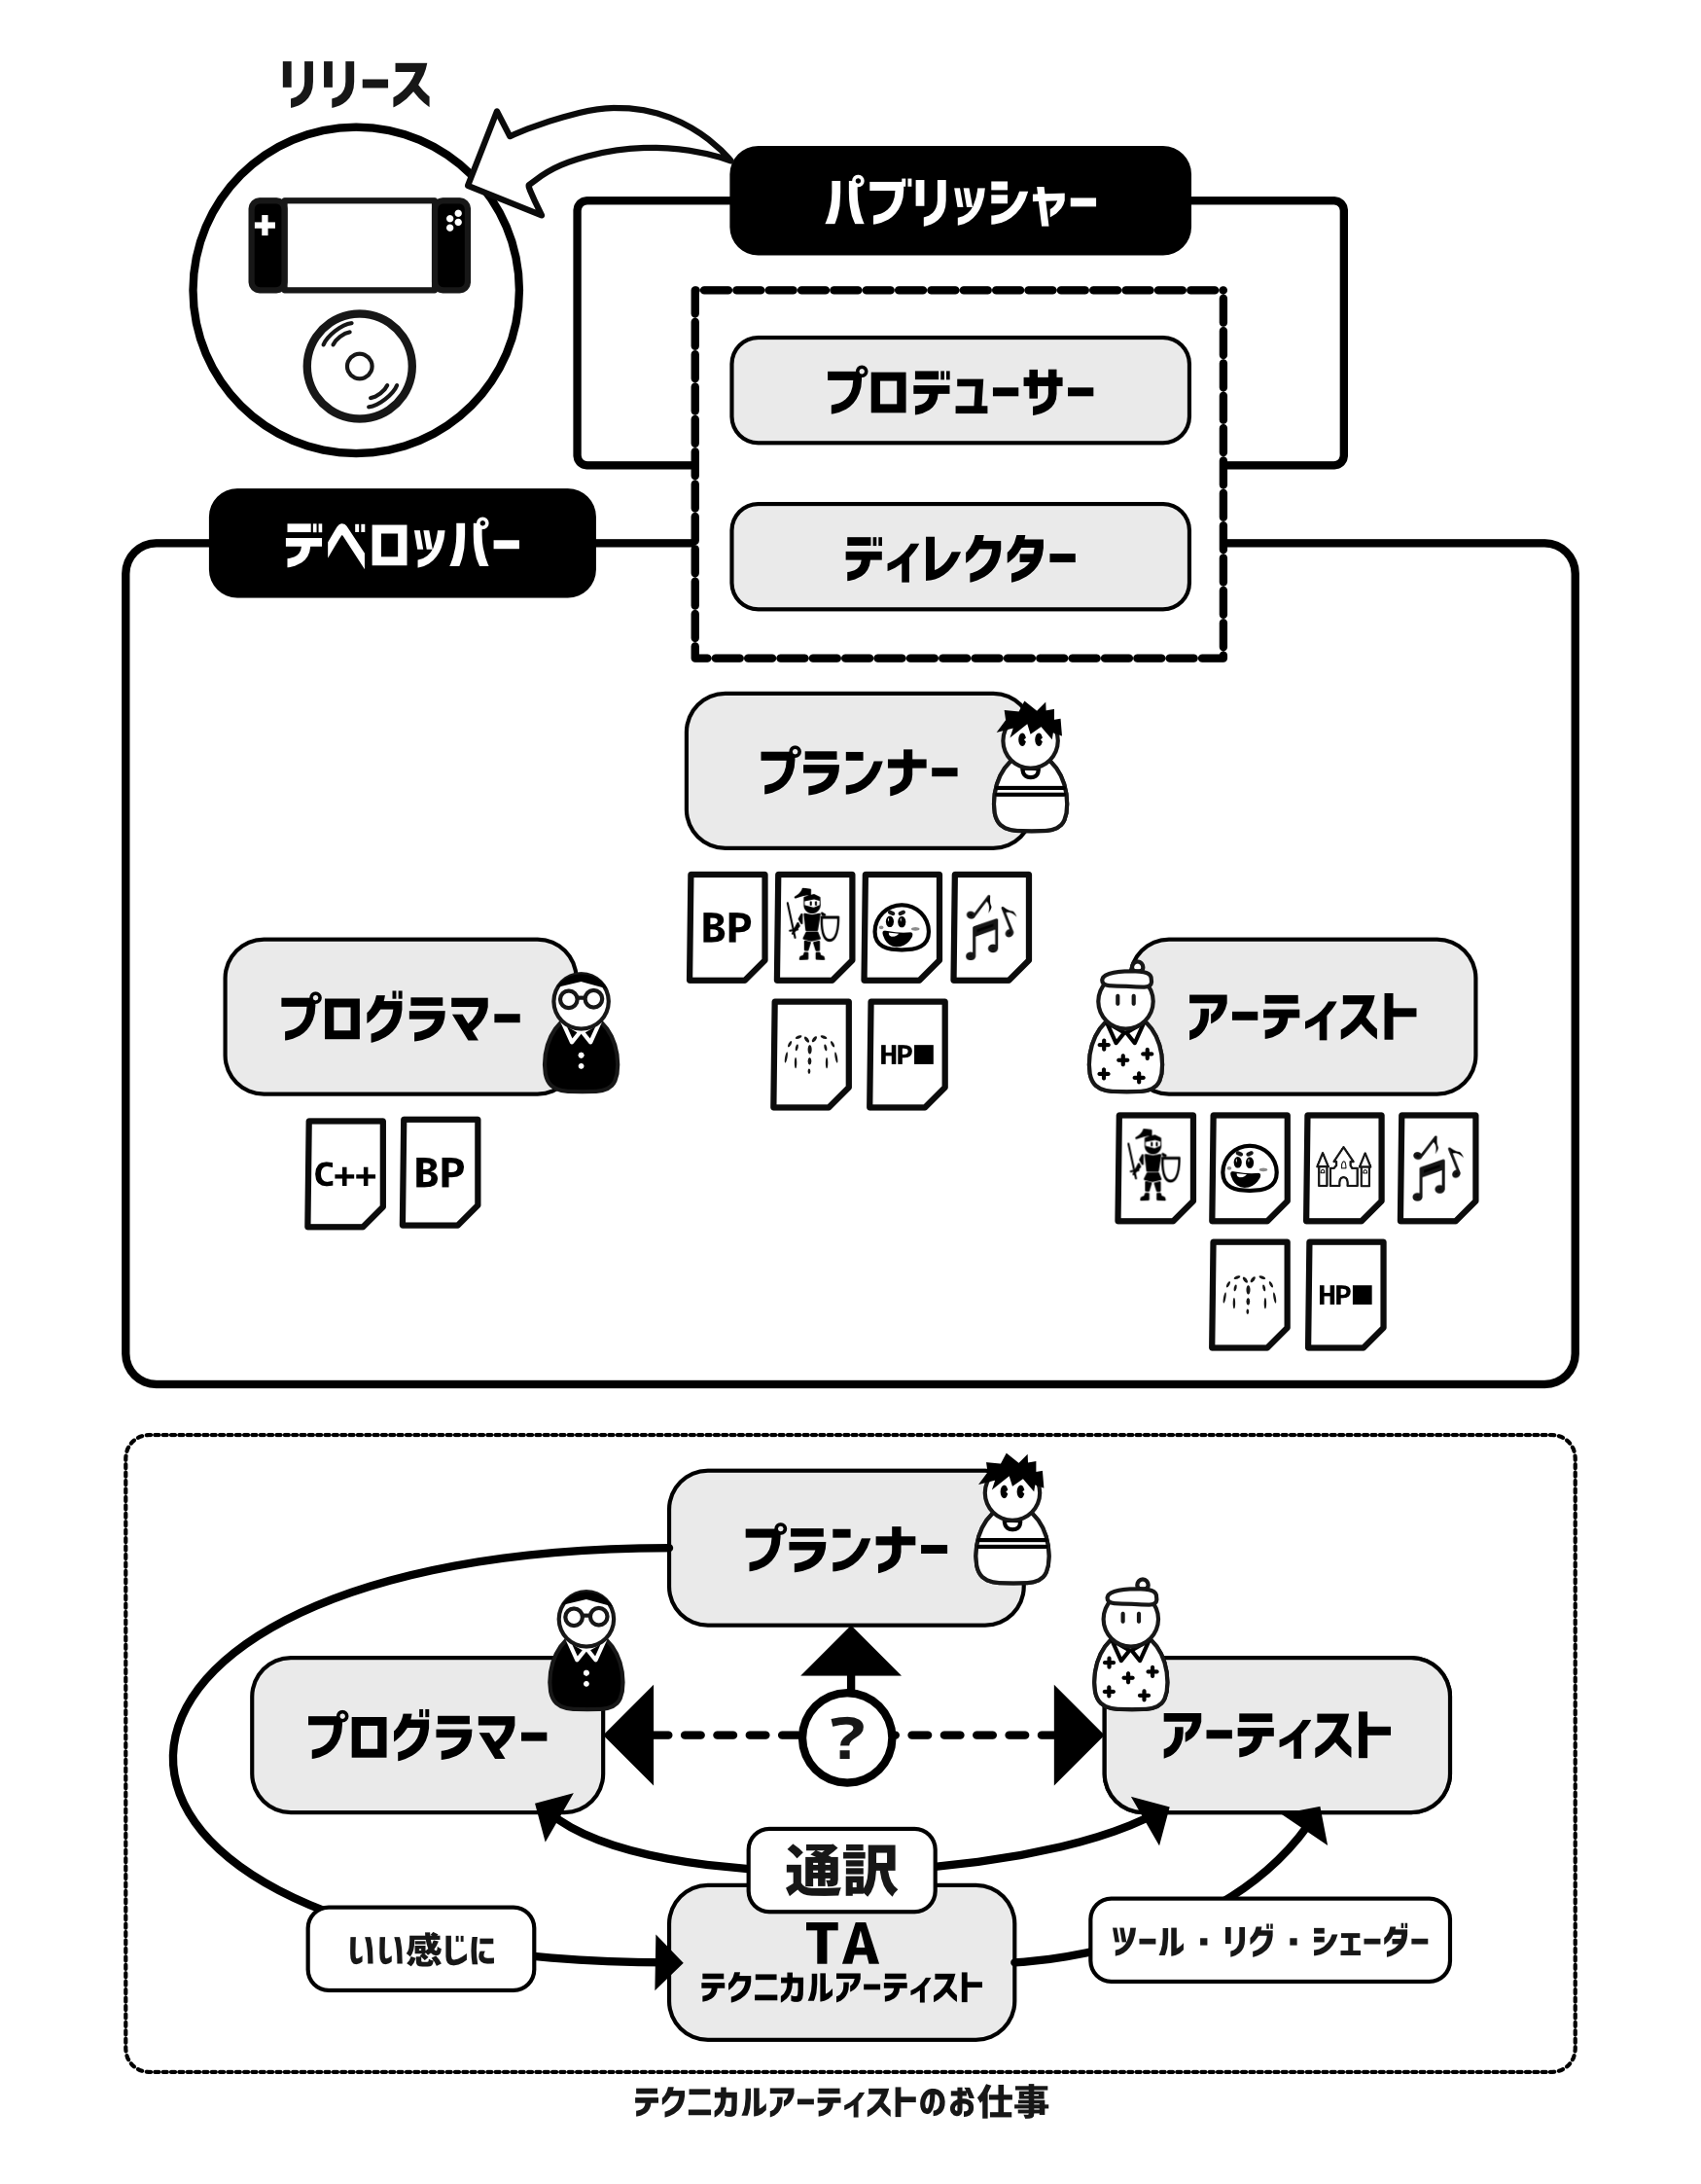 リリース
パブリッシャー
プロデューサー
デベロッパー
ディレクター
プランナー
BP
HP■
プログラマー
C++
BP
アーティスト
HP■
プランナー
プログラマー
?
アーティスト
通訳
いい感じに
TA
テクニカルアーティスト
ツール・リグ・シェーダー
テクニカルアーティストのお仕事